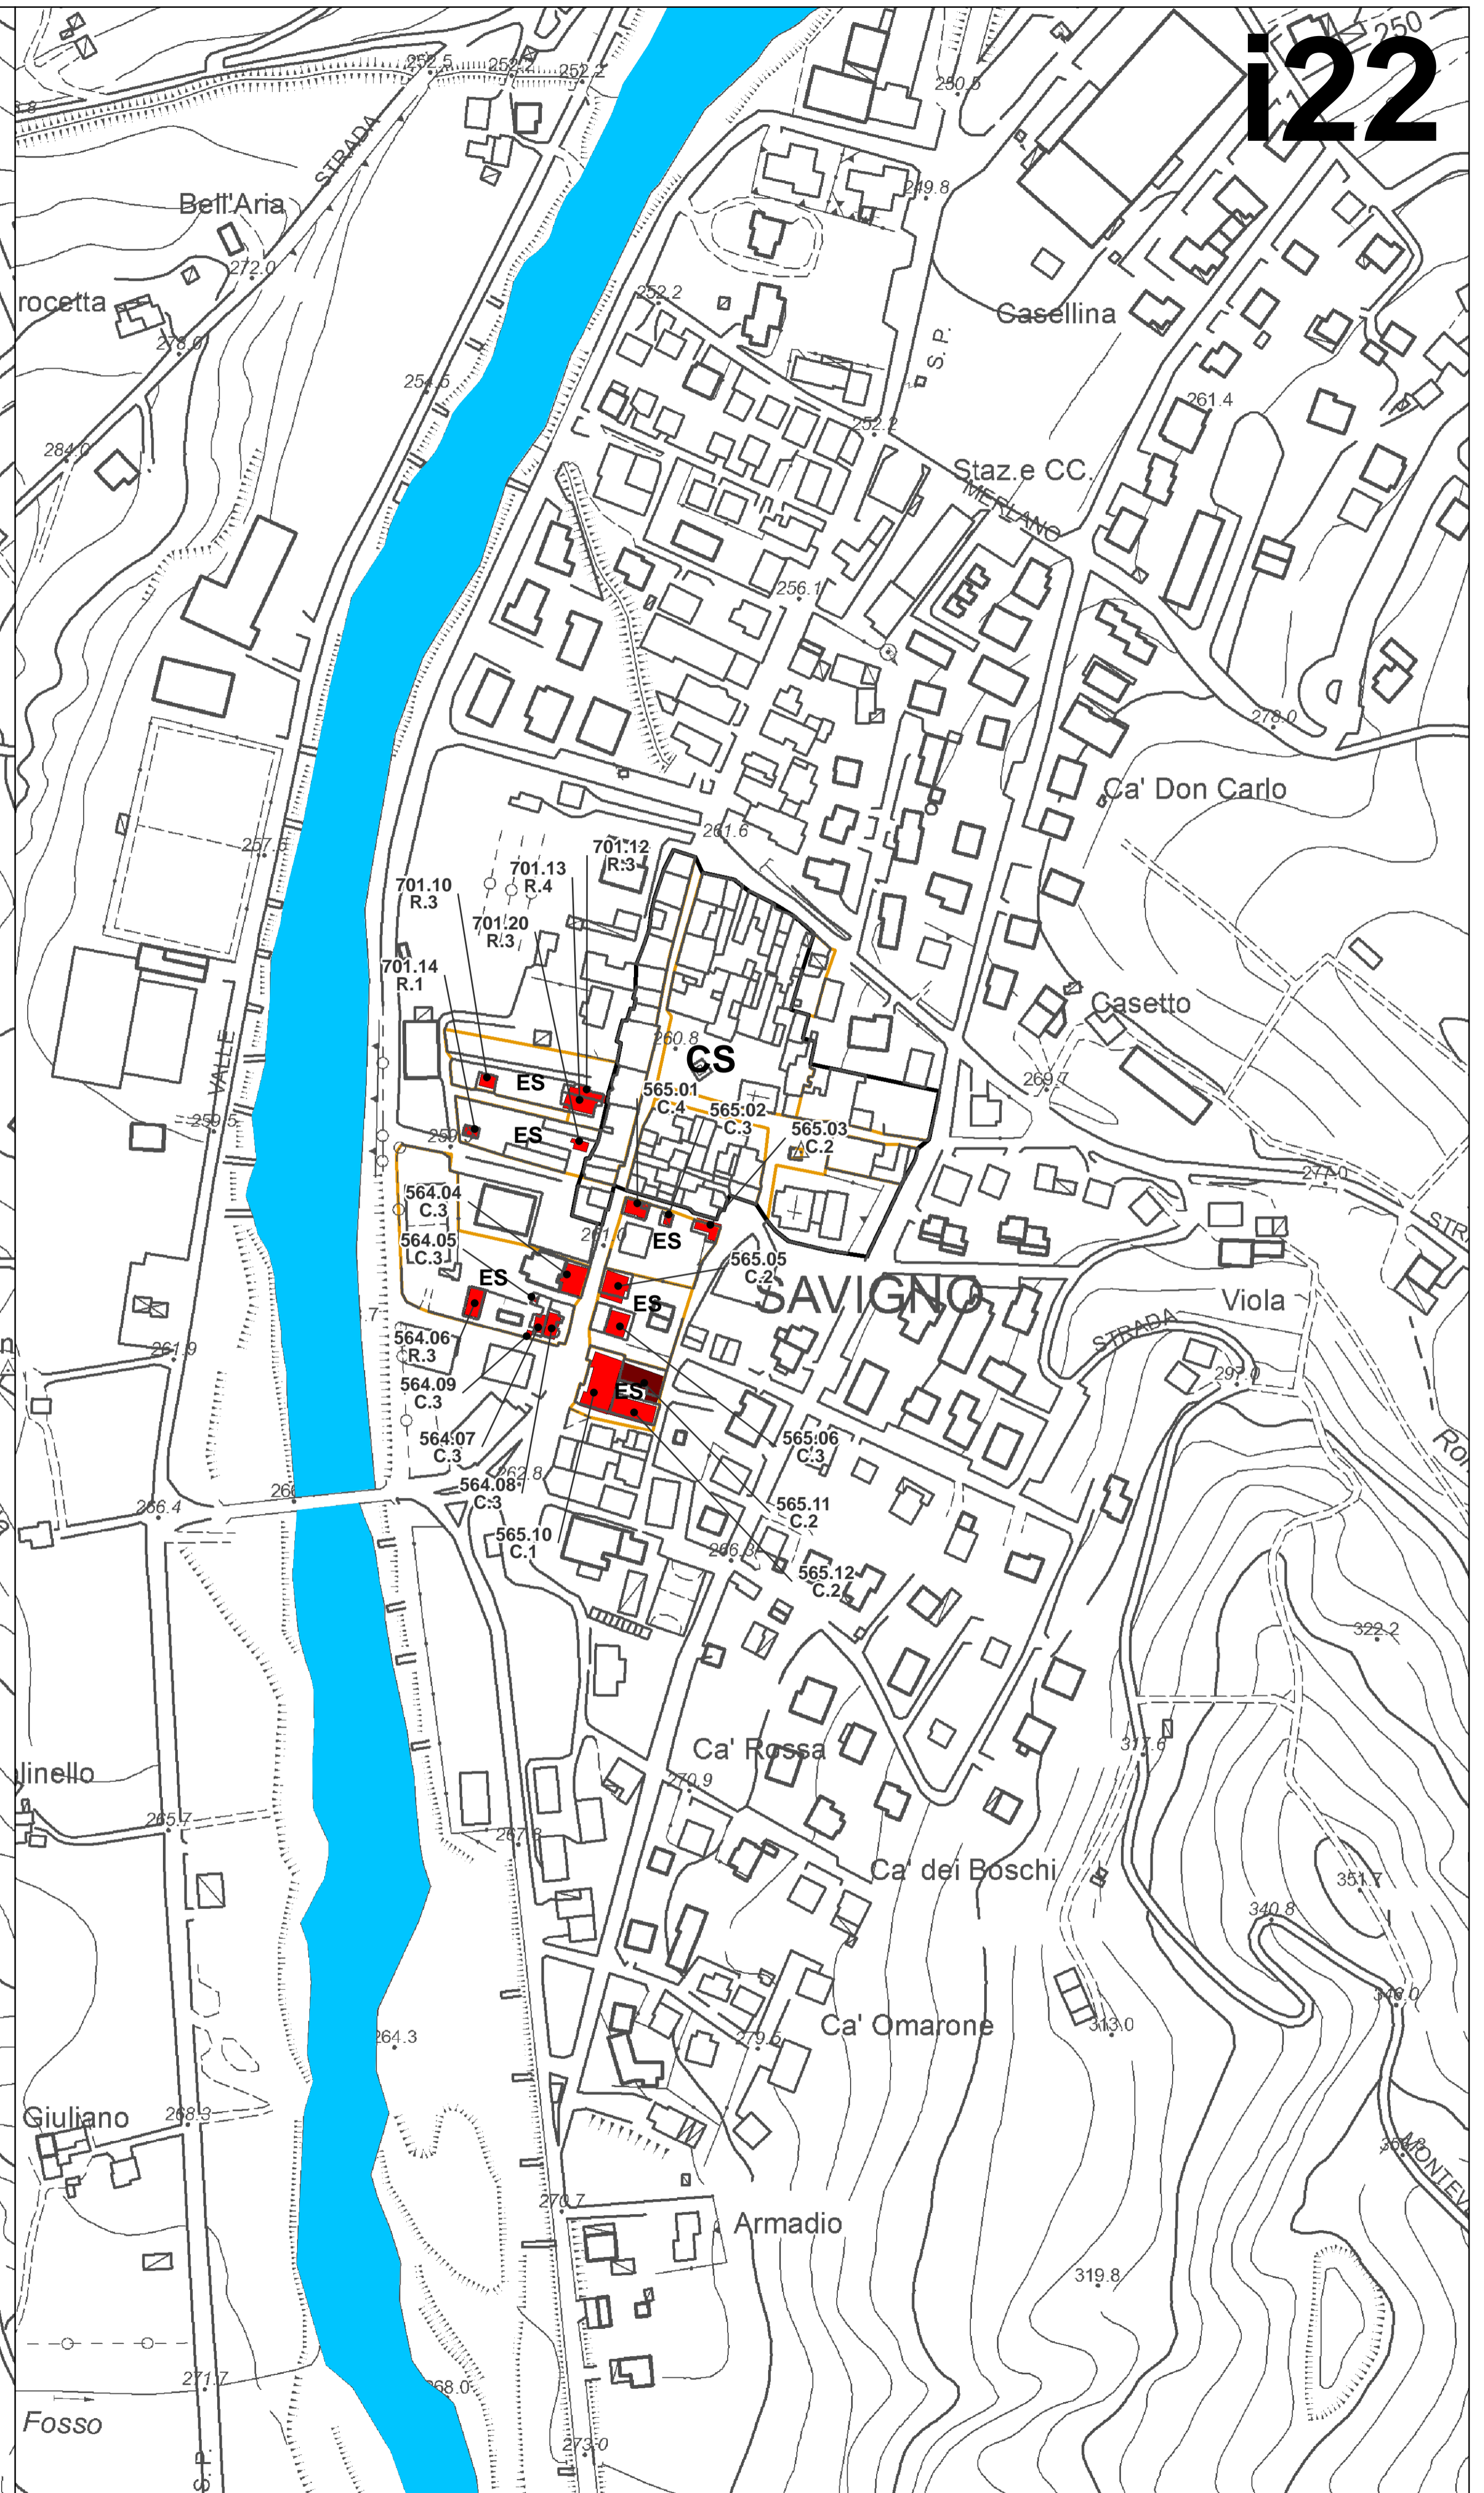 i22
250
252.5
252.2
252.2
250.5
STRADA
249.8
Bell'Aria
272.0
252.2
rocetta
278.0
Casellina
S. P.
254.5
261.4
252.2
284.0
Staz.e CC.
MERLANO
256.1
278.0
Ca' Don Carlo
257.5
261.6
701.12
R.3
701.13
R.4
701.10
R.3
701.20
R.3
701.14
R.1
Casetto
VALLE
260.8
CS
269.7
ES
565.01
C.4
565.02
C.3
565.03
C.2
259.5
ES
277.0
564.04
C.3
261.0
ES
564.05
C.3
565.05
C.2
ES
ES
SAVIGNO
Viola
STRADA
564.06
R.3
261.9
297.0
564.09
C.3
ES
564.07
C.3
565.06
C.3
262.8
564.08
C.3
266.4
565.11
C.2
565.10
C.1
266.3
565.12
C.2
322.2
Ca' Rossa
317.6
linello
270.9
265.7
267.8
Ca' dei Boschi
351.7
340.8
346.0
264.3
279.5
Ca' Omarone
313.0
Giuliano
268.3
MONTEV
270.7
Armadio
319.8
271.7
268.0
Fosso
273.0
S. P.